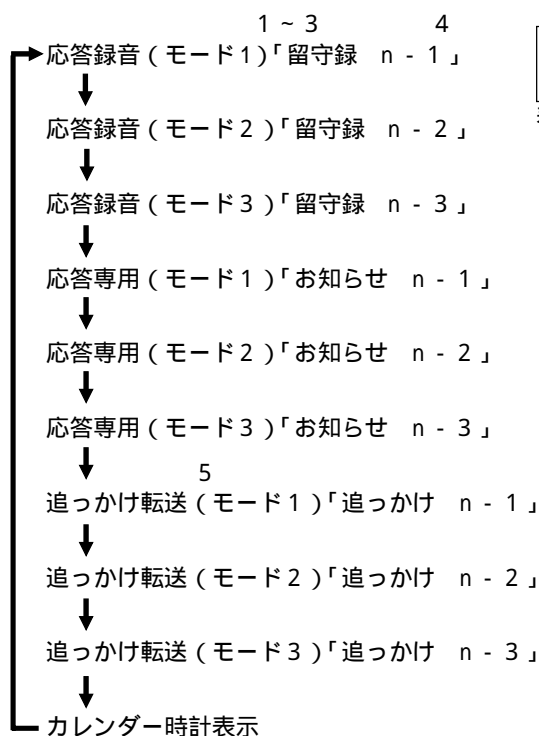 1 ~ 3　4
応答録音 ( モード1 )「留守録　n - 1」
応答録音 ( モード2 )「留守録　n - 2」
応答録音 ( モード3 )「留守録　n - 3」
応答専用 ( モード1 )「お知らせ　n - 1」
応答専用 ( モード2 )「お知らせ　n - 2」
応答専用 ( モード3 )「お知らせ　n - 3」
5
追っかけ転送 ( モード1 )「追っかけ　n - 1」
追っかけ転送 ( モード2 )「追っかけ　n - 2」
追っかけ転送 ( モード3 )「追っかけ　n - 3」
カレンダー時計表示